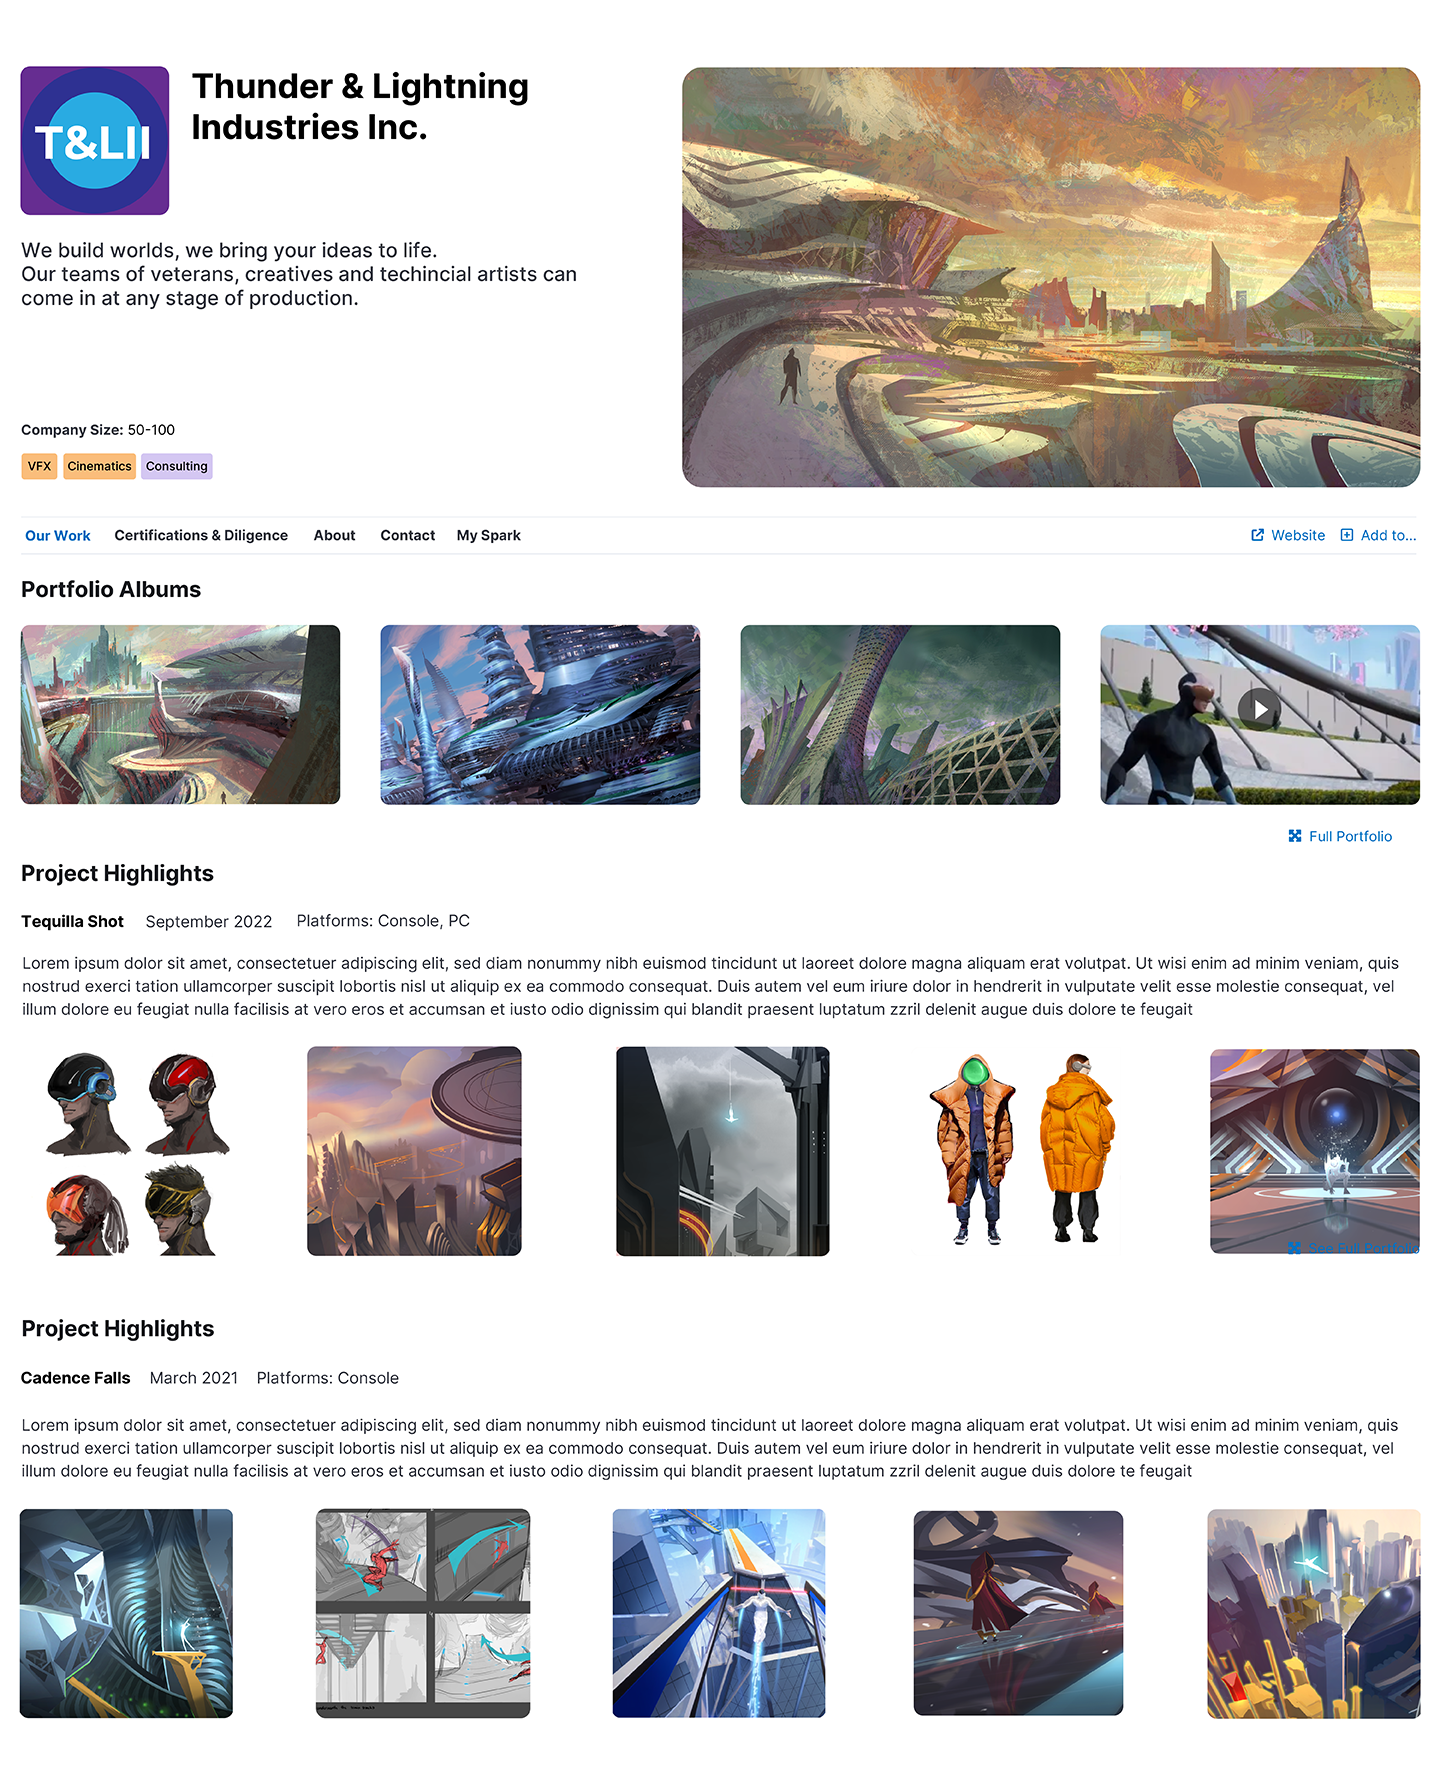 T&LII
Thunder & Lightning
Industries Inc.
We build worlds, we bring your ideas to life.
Our teams of veterans, creatives and techincial artists can
come in at any stage of production.
Company Size: 50-100
VFX Cinematics Consulting
Our Work Certifications & Diligence About Contact My Spark Website Add to...
Portfolio Albums
Full Portfolio
Project Highlights
Tequilla Shot September 2022 Platforms: Console, PC
Lorem ipsum dolor sit amet, consectetuer adipiscing elit, sed diam nonummy nibh euismod tincidunt ut laoreet dolore magna aliquam erat volutpat. Ut wisi enim ad minim veniam, quis
nostrud exerci tation ullamcorper suscipit lobortis nisl ut aliquip ex ea commodo consequat. Duis autem vel eum iriure dolor in hendrerit in vulputate velit esse molestie consequat, vel
illum dolore eu feugiat nulla facilisis at vero eros et accumsan et iusto odio dignissim qui blandit praesent luptatum zzril delenit augue duis dolore te feugait
See Full Portfolio
Project Highlights
Cadence Falls March 2021 Platforms: Console
Lorem ipsum dolor sit amet, consectetuer adipiscing elit, sed diam nonummy nibh euismod tincidunt ut laoreet dolore magna aliquam erat volutpat. Ut wisi enim ad minim veniam, quis
nostrud exerci tation ullamcorper suscipit lobortis nisl ut aliquip ex ea commodo consequat. Duis autem vel eum iriure dolor in hendrerit in vulputate velit esse molestie consequat, vel
illum dolore eu feugiat nulla facilisis at vero eros et accumsan et iusto odio dignissim qui blandit praesent luptatum zzril delenit augue duis dolore te feugait